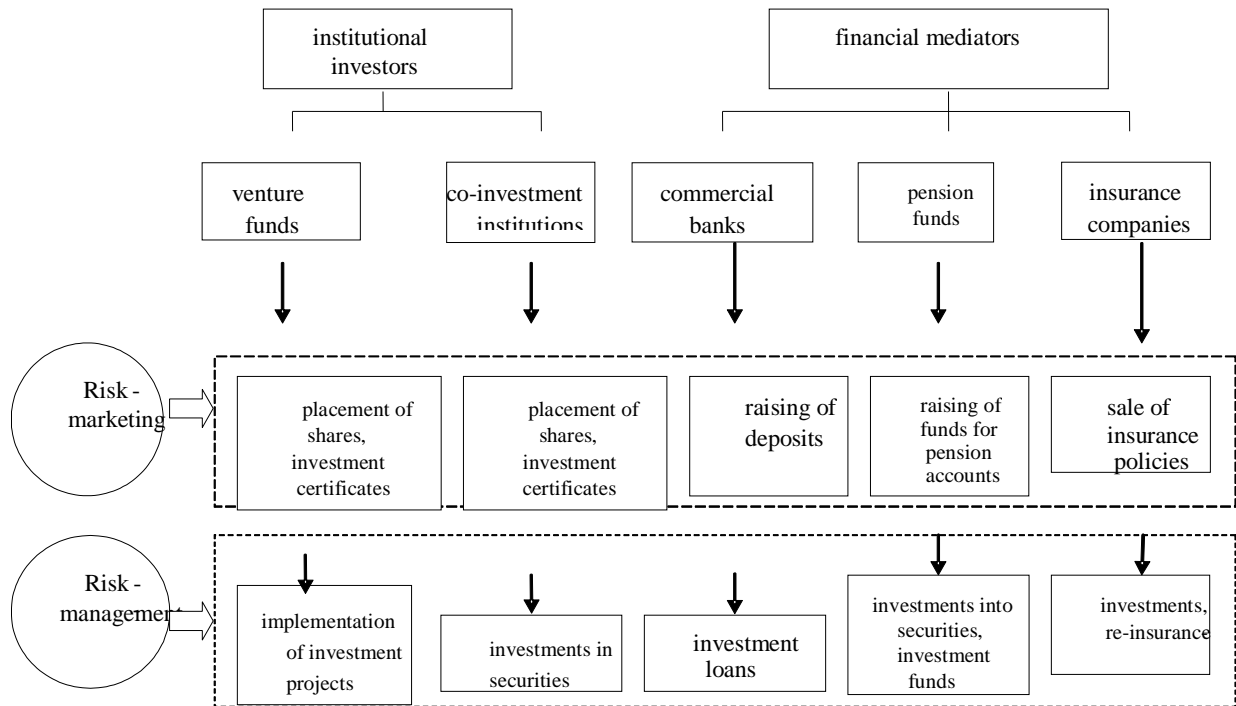 institutional
investors
financial mediators
venture
funds
co-investment
institutions
commercial
banks
pension
funds
insurance
companies
Risk -
marketing
placement of
shares,
investment
certificates
placement of
shares,
investment
certificates
raising of
deposits
raising of
funds for
pension
accounts
sale of
insurance
policies
Risk -
management
implementation
of investment
projects
investments in
securities
investment
loans
investments into
securities,
investment
funds
investments,
re-insurance